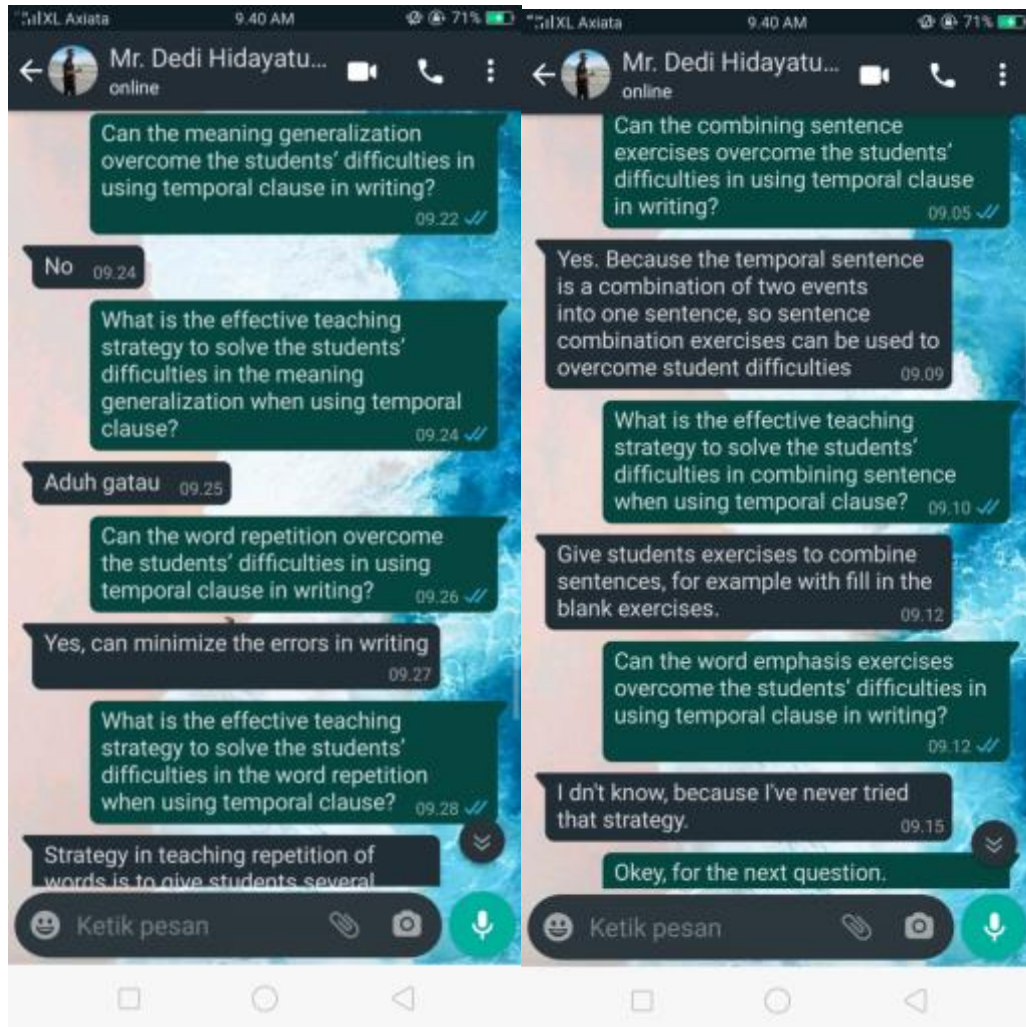 XL Axiata 9.40 AM 71%
Mr. Dedi Hidayatu...
online
Can the meaning generalization
overcome the students' difficulties in
using temporal clause in writing?
09.22
No 09.24
What is the effective teaching
strategy to solve the students'
difficulties in the meaning
generalization when using temporal
clause? 09.24
Aduh gatau 09.25
Can the word repetition overcome
the students' difficulties in using
temporal clause in writing? 09.26
Yes, can minimize the errors in writing
09.27
What is the effective teaching
strategy to solve the students'
difficulties in the word repetition
when using temporal clause? 09.28
Strategy in teaching repetition of
words is to give students several
Ketik pesan
XL Axiata 9.40 AM 71%
Mr. Dedi Hidayatu...
online
Can the combining sentence
exercises overcome the students'
difficulties in using temporal clause
in writing? 09.05
Yes. Because the temporal sentence
is a combination of two events
into one sentence, so sentence
combination exercises can be used to
overcome student difficulties 09.09
What is the effective teaching
strategy to solve the students'
difficulties in combining sentence
when using temporal clause? 09.10
Give students exercises to combine
sentences, for example with fill in the
blank exercises. 09.12
Can the word emphasis exercises
overcome the students' difficulties in
using temporal clause in writing?
09.12
I dn't know, because I've never tried
that strategy. 09.15
Okey, for the next question.
Ketik pesan